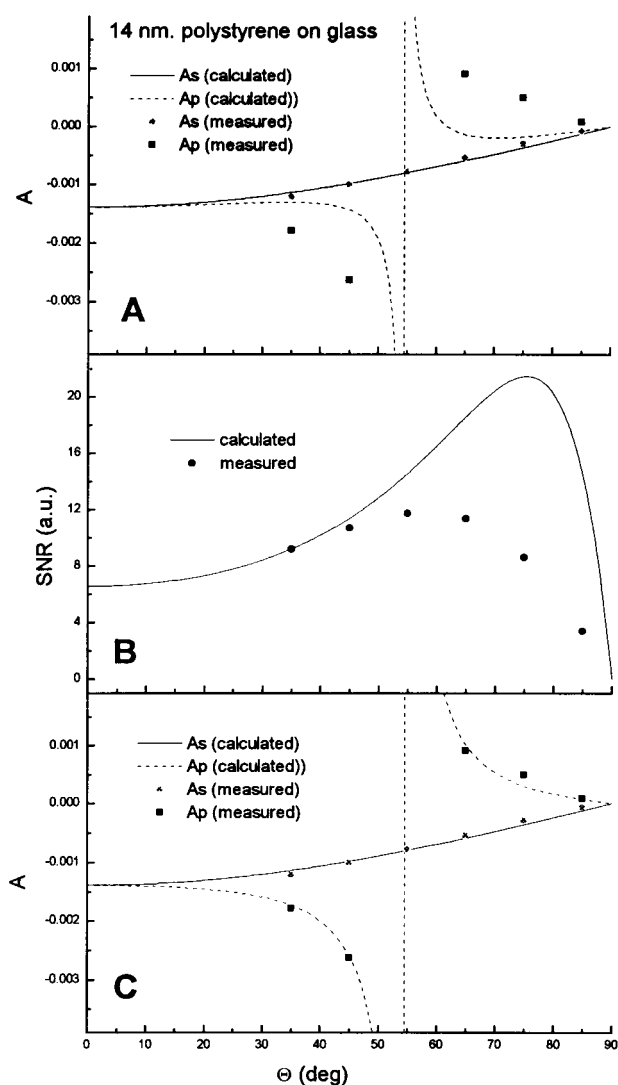 14 nm. polystyrene on glass
As (calculated)
Ap (calculated))
As (measured)
Ap (measured)
0.001
0.000
-0.001
-0.002
-0.003
A
A
calculated
measured
20
16
12
8
4
0
SNR (a.u.)
B
As (calculated)
Ap (calculated))
As (measured)
Ap (measured)
0.001
0.000
-0.001
-0.002
-0.003
A
C
0 10 20 30 40 50 60 70 80 90
Θ (deg)